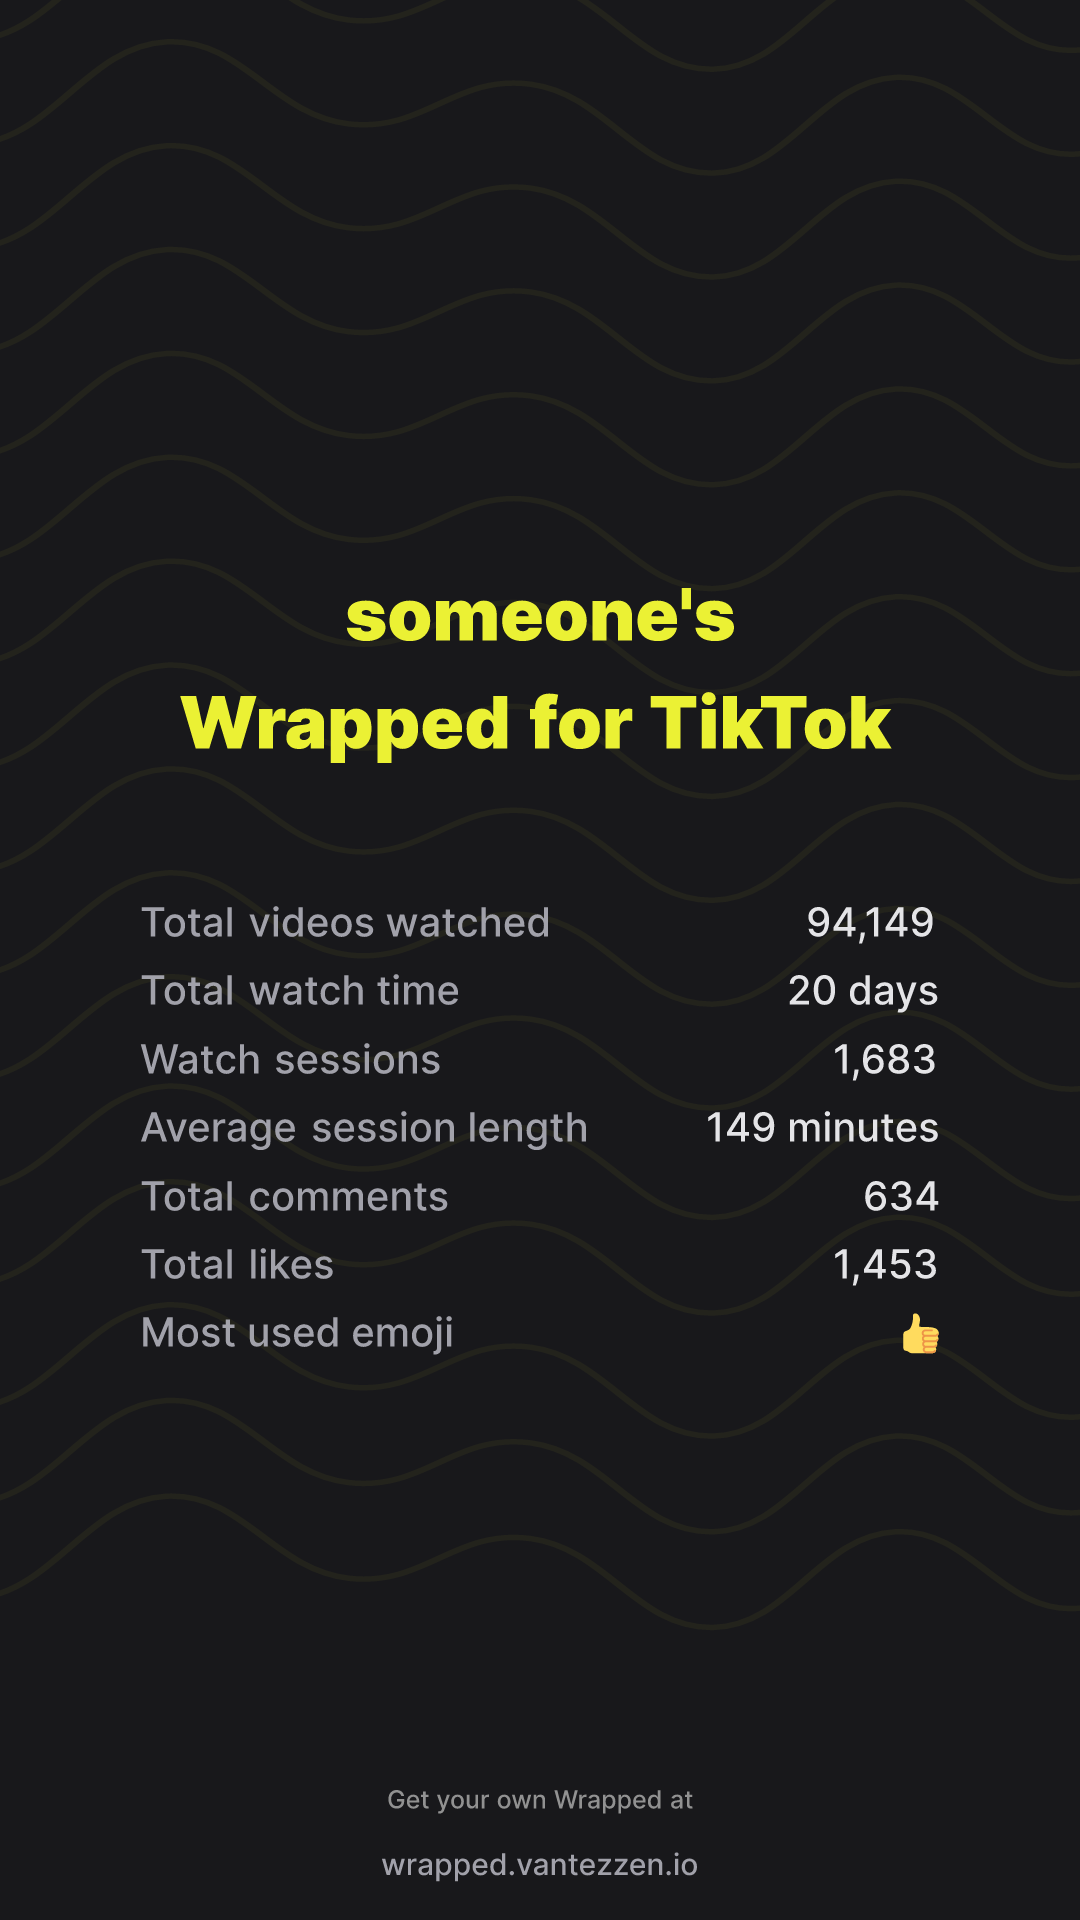 someone's
Wrapped for TikTok
Total videos watched 94,149
Total watch time 20 days
Watch sessions 1,683
Average session length 149 minutes
Total comments 634
Total likes 1,453
Most used emoji 👍
Get your own Wrapped at
wrapped.vantezzen.io